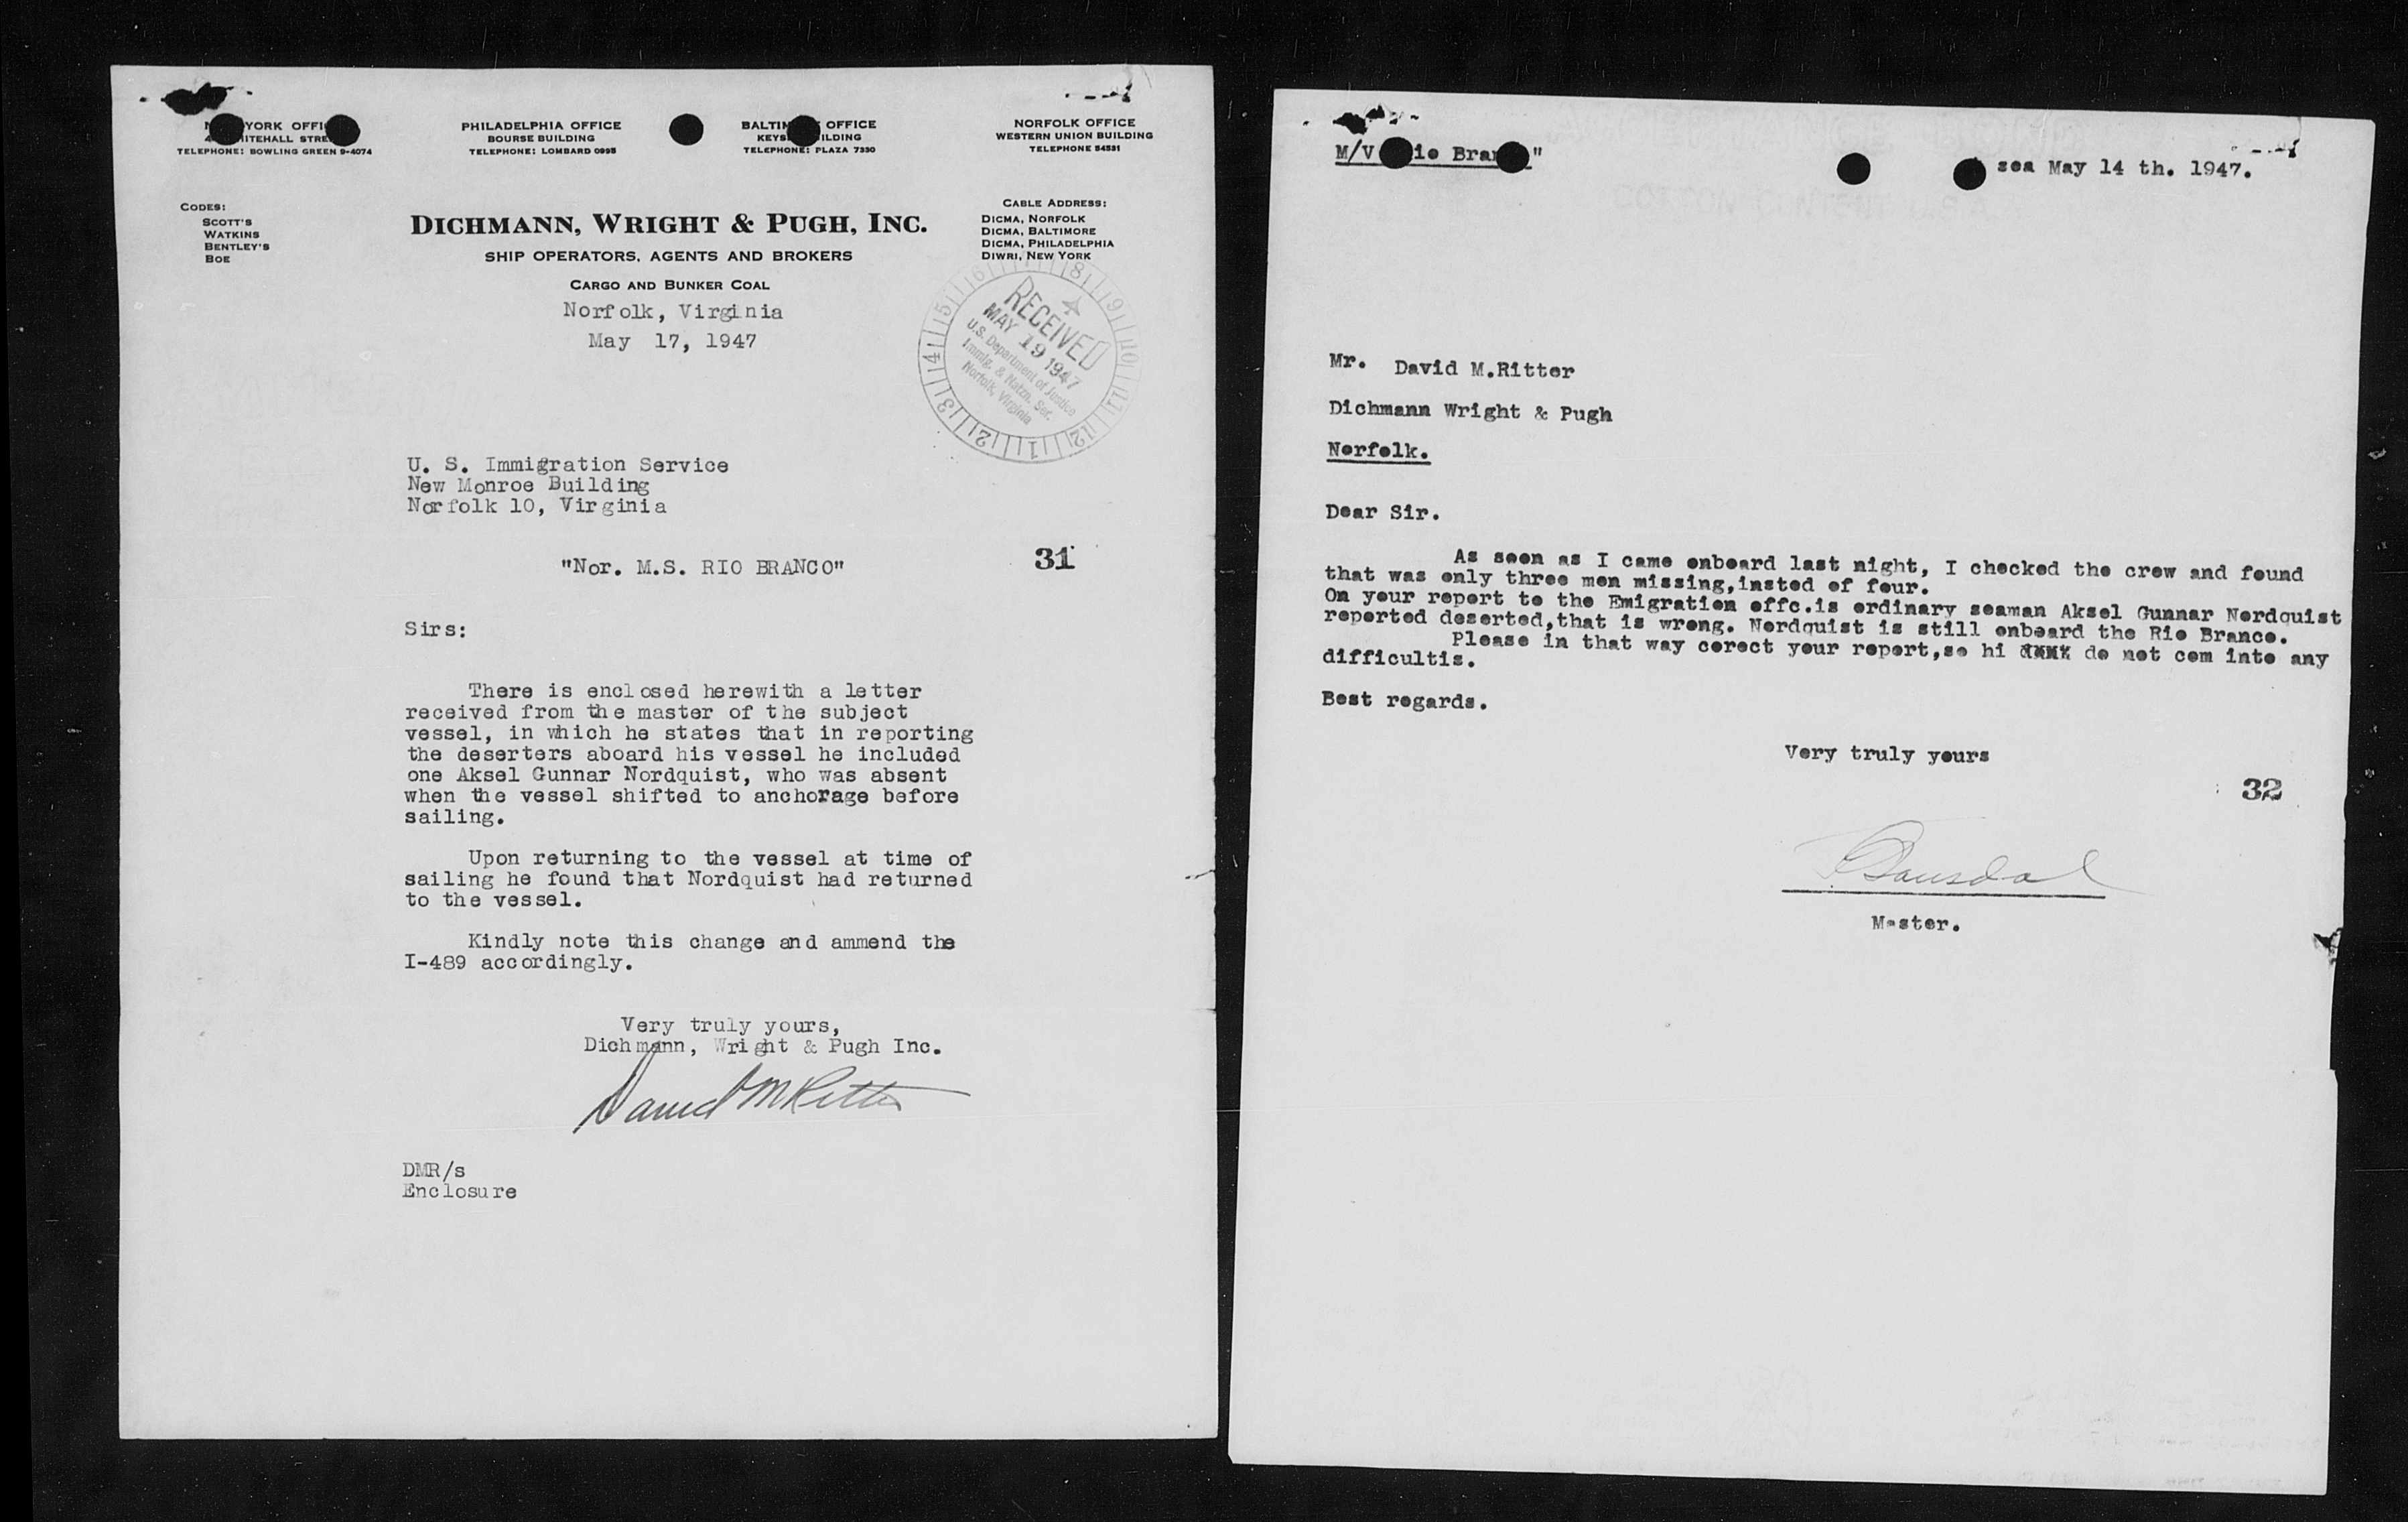 YORK OFFI
ITEHALL STRE
TELEPHONE: BOWLING GREEN 9-4074
PHILADELPHIA OFFICE
BOURSE BUILDING
TELEPHONE: LOMBARD 0995
BALTIM OFFICE
KEYS ILDING
TELEPHONE: PLAZA 7330
NORFOLK OFFICE
WESTERN UNION BUILDING
TELEPHONE 54531
CODES:
SCOTT'S
WATKINS
BENTLEY'S
BOE
DICHMANN, WRIGHT & PUGH, INC.
SHIP OPERATORS, AGENTS AND BROKERS
CARGO AND BUNKER COAL
CABLE ADDRESS:
DICMA, NORFOLK
DICMA, BALTIMORE
DICMA, PHILADELPHIA
DIWRI, NEW YORK
Norfolk, Virginia
May 17, 1947
RECEIVED
MAY 19 1947
U.S. Department of Justice
Immig. & Natzn. Ser.
Norfolk, Virginia
U. S. Immigration Service
New Monroe Building
Norfolk 10, Virginia
"Nor. M.S. RIO BRANCO"
31
Sirs:
There is enclosed herewith a letter
received from the master of the subject
vessel, in which he states that in reporting
the deserters aboard his vessel he included
one Aksel Gunnar Nordquist, who was absent
when the vessel shifted to anchorage before
sailing.
Upon returning to the vessel at time of
sailing he found that Nordquist had returned
to the vessel.
Kindly note this change and ammend the
I-489 accordingly.
Very truly yours,
Dichmann, Wright & Pugh Inc.
David M Ritter
DMR/s
Enclosure
M/V io Bran "
sea May 14 th. 1947.
Mr. David M.Ritter
Dichmann Wright & Pugh
Norfolk.
Dear Sir.
As soon as I came onboard last night, I checked the crew and found
that was only three men missing,insted of four.
On your report to the Emigration offc.is ordinary seaman Aksel Gunnar Nordquist
reported deserted,that is wrong. Nordquist is still onboard the Rio Branco.
Please in that way corect your report,so hi do not com into any
difficultis.
Best regards.
Very truly yours
32
Master.